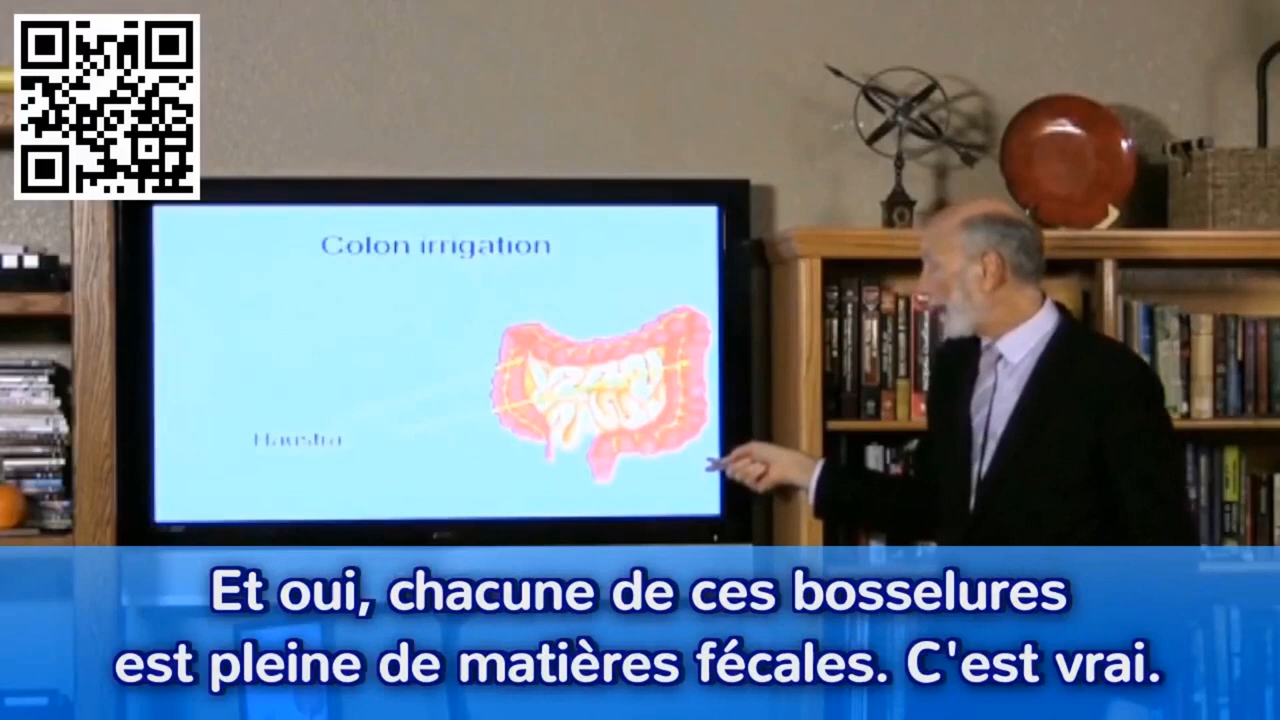 Colon irrigation
Haustra
Et oui, chacune de ces bosselures
est pleine de matières fécales. C'est vrai.